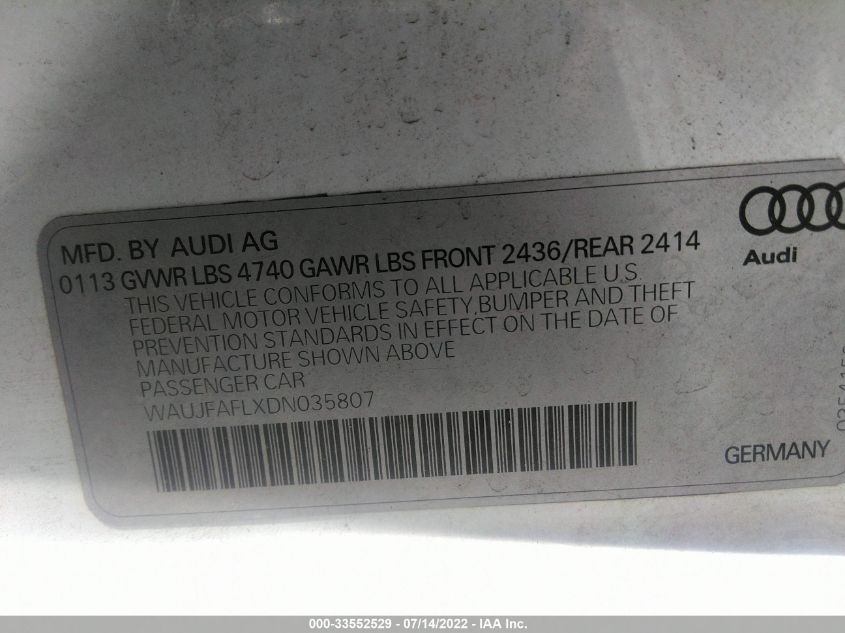 MFD. BY AUDI AG
0113 GVWR LBS 4740 GAWR LBS FRONT 2436/REAR 2414
THIS VEHICLE CONFORMS TO ALL APPLICABLE U.S.
FEDERAL MOTOR VEHICLE SAFETY, BUMPER AND THEFT
PREVENTION STANDARDS IN EFFECT ON THE DATE OF
MANUFACTURE SHOWN ABOVE
PASSENGER CAR
WAUJFAFLXDN035807
Audi
GERMANY
000-33552529 - 07/14/2022 - IAA Inc.